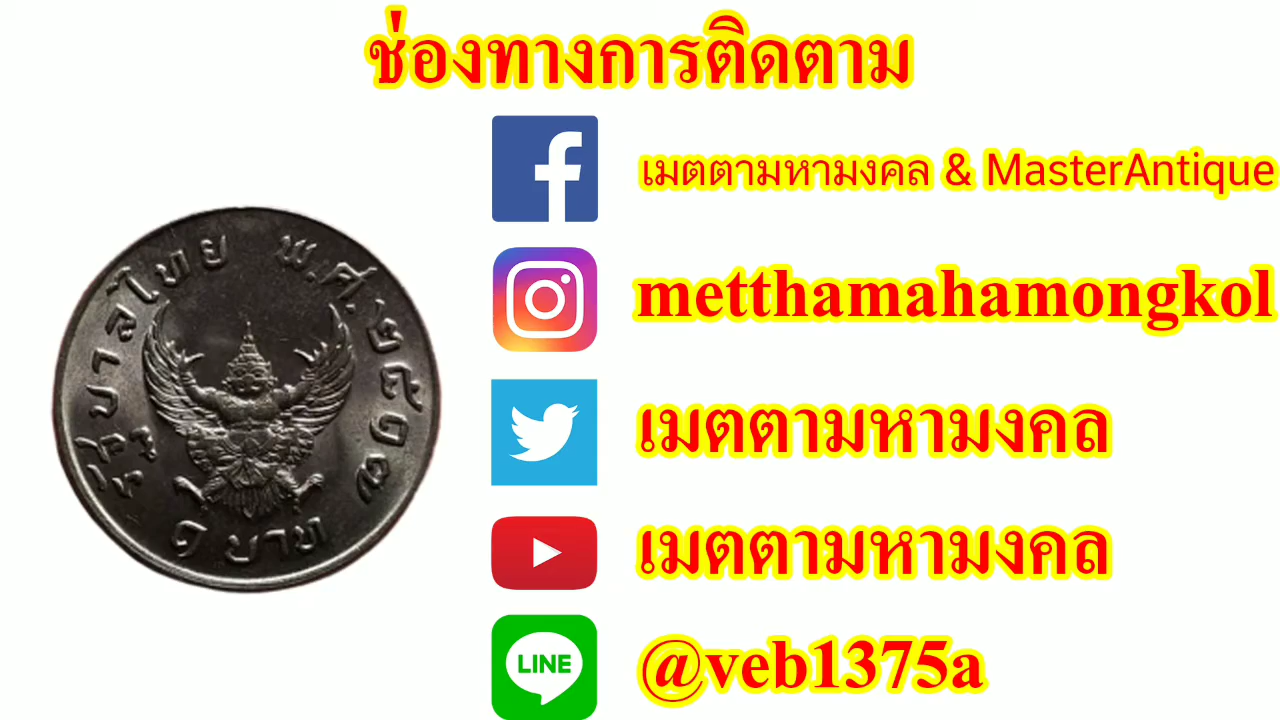 ช่องทางการติดตาม
เมตตามหามงคล & MasterAntique
metthamahamongkol
เมตตามหามงคล
เมตตามหามงคล
LINE
@veb1375a
รัฐบาลไทย พ.ศ.๒๕๑๗
๑ บาท